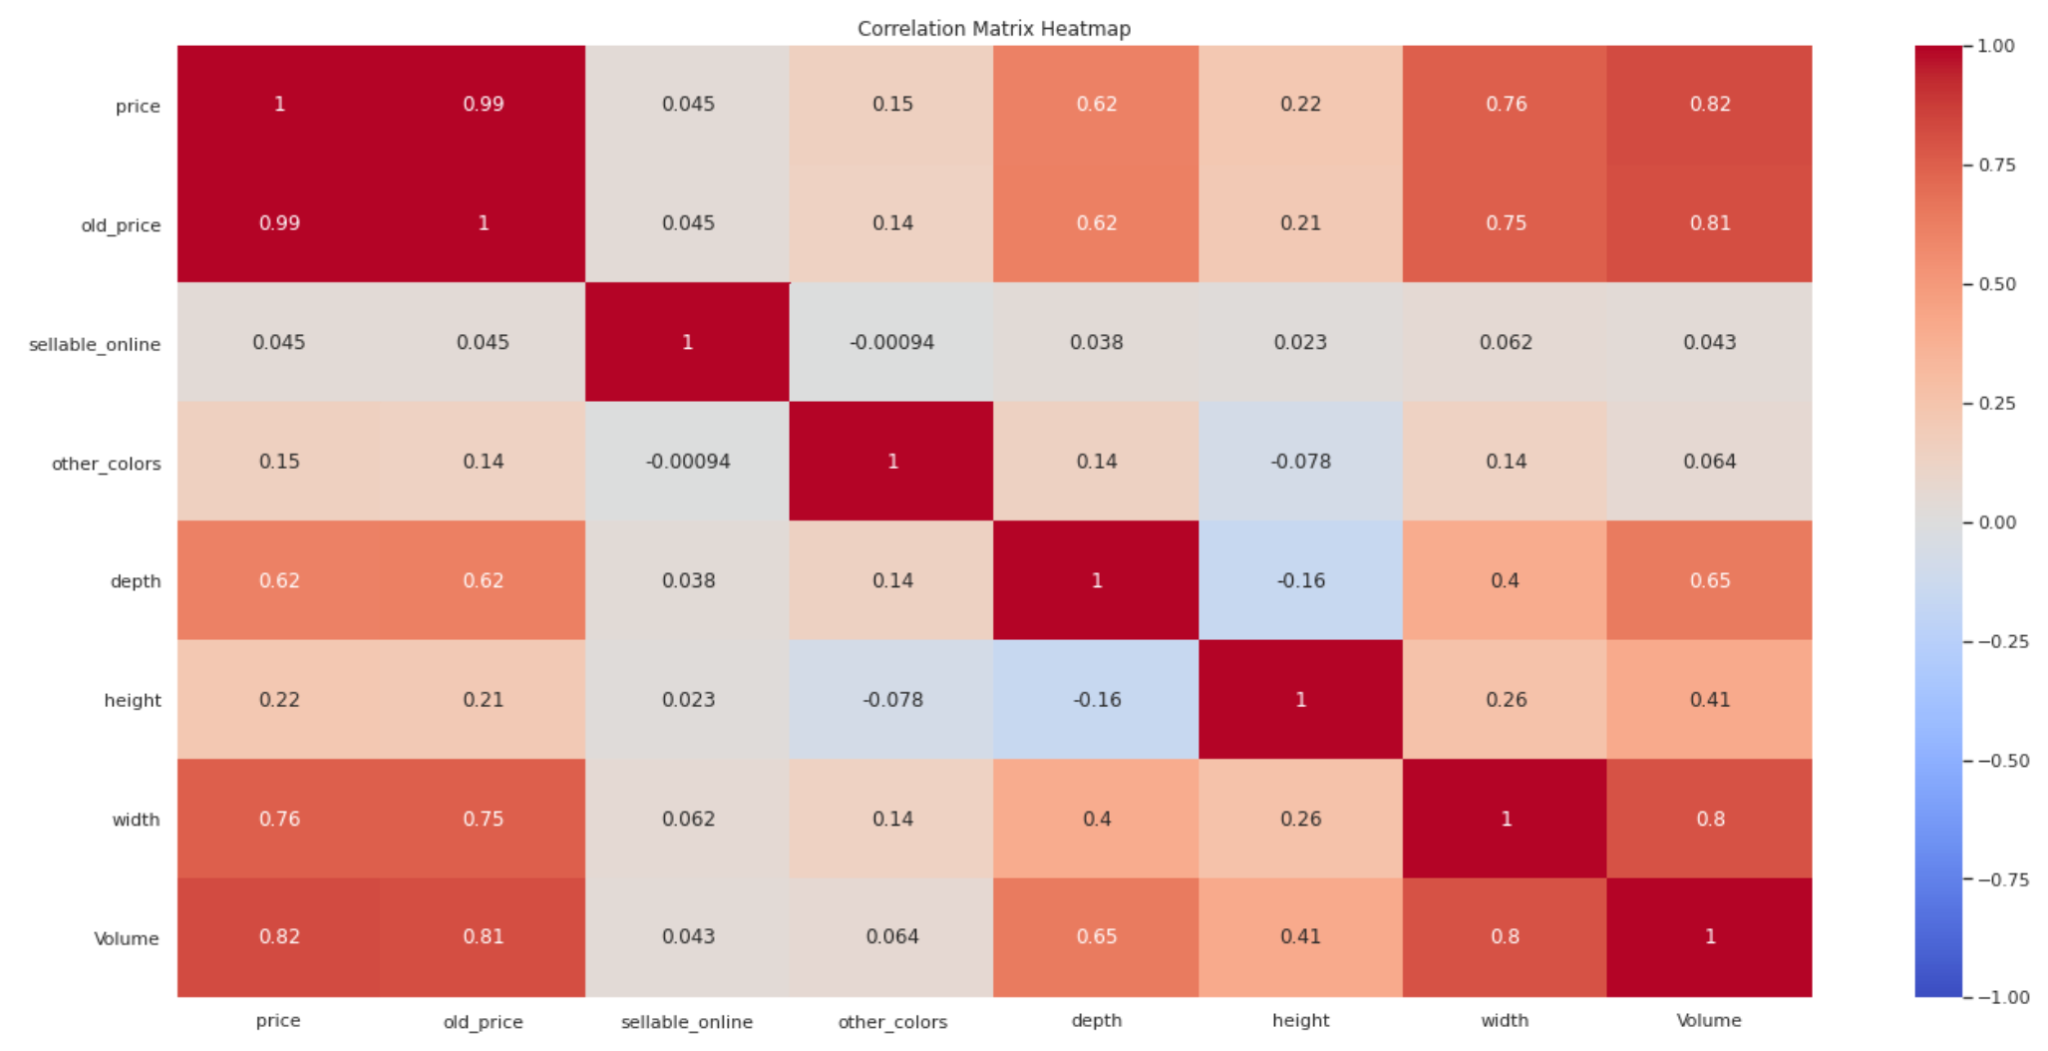 Correlation Matrix Heatmap
price 1 0.99 0.045 0.15 0.62 0.22 0.76 0.82
old_price 0.99 1 0.045 0.14 0.62 0.21 0.75 0.81
sellable_online 0.045 0.045 1 -0.00094 0.038 0.023 0.062 0.043
other_colors 0.15 0.14 -0.00094 1 0.14 -0.078 0.14 0.064
depth 0.62 0.62 0.038 0.14 1 -0.16 0.4 0.65
height 0.22 0.21 0.023 -0.078 -0.16 1 0.26 0.41
width 0.76 0.75 0.062 0.14 0.4 0.26 1 0.8
Volume 0.82 0.81 0.043 0.064 0.65 0.41 0.8 1
price old_price sellable_online other_colors depth height width Volume
1.00
0.75
0.50
0.25
0.00
−0.25
−0.50
−0.75
−1.00